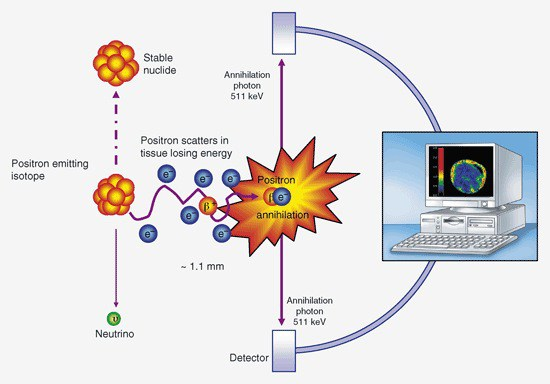 Stable
nuclide
Annihilation
photon
511 keV
Positron emitting
isotope
Positron scatters in
tissue losing energy
e-
e-
e-
e-
β+
e-
e-
e-
Positron
β
e-
annihilation
~ 1.1 mm
Neutrino
υ
Annihilation
photon
511 keV
Detector